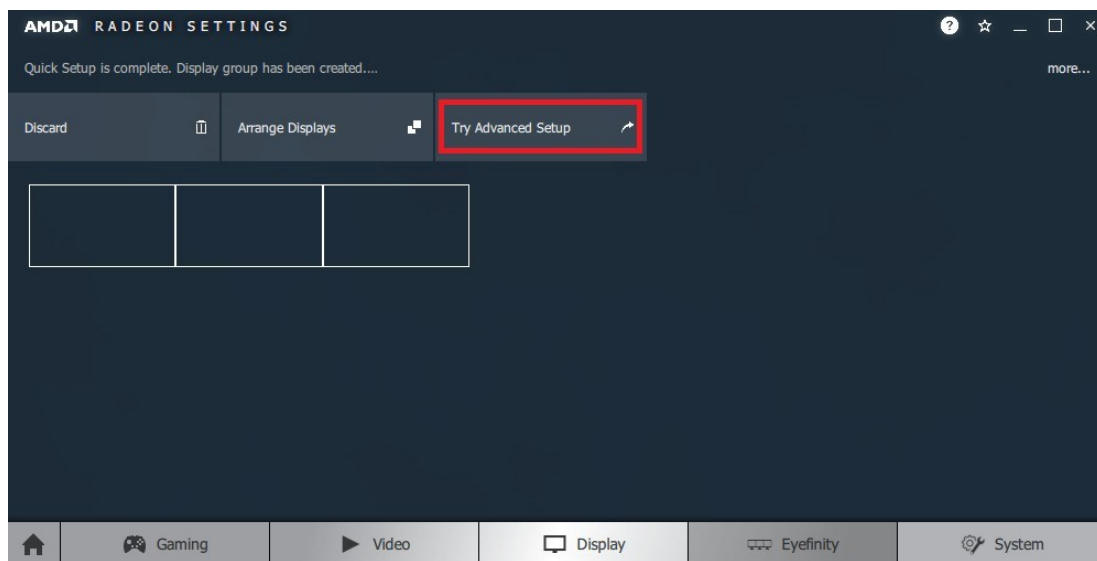 AMD RADEON SETTINGS
Quick Setup is complete. Display group has been created.... more...
Discard Arrange Displays Try Advanced Setup
Gaming Video Display Eyefinity System